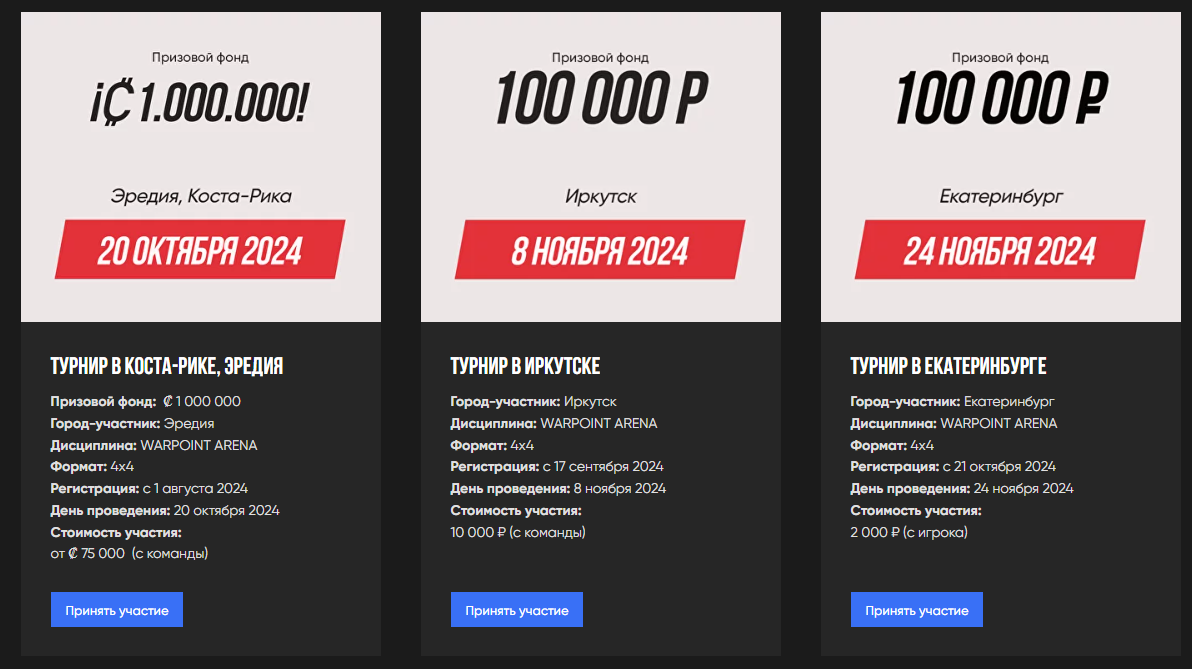 Призовой фонд
¡₡ 1.000.000!
Эредия, Коста-Рика
20 ОКТЯБРЯ 2024
ТУРНИР В КОСТА-РИКЕ, ЭРЕДИЯ
Призовой фонд: ₡ 1 000 000
Город-участник: Эредия
Дисциплина: WARPOINT ARENA
Формат: 4x4
Регистрация: с 1 августа 2024
День проведения: 20 октября 2024
Стоимость участия:
от ₡ 75 000 (с команды)
Принять участие
Призовой фонд
100 000 Р
Иркутск
8 НОЯБРЯ 2024
ТУРНИР В ИРКУТСКЕ
Город-участник: Иркутск
Дисциплина: WARPOINT ARENA
Формат: 4x4
Регистрация: с 17 сентября 2024
День проведения: 8 ноября 2024
Стоимость участия:
10 000 ₽ (с команды)
Принять участие
Призовой фонд
100 000 ₽
Екатеринбург
24 НОЯБРЯ 2024
ТУРНИР В ЕКАТЕРИНБУРГЕ
Город-участник: Екатеринбург
Дисциплина: WARPOINT ARENA
Формат: 4x4
Регистрация: с 21 октября 2024
День проведения: 24 ноября 2024
Стоимость участия:
2 000 ₽ (с игрока)
Принять участие